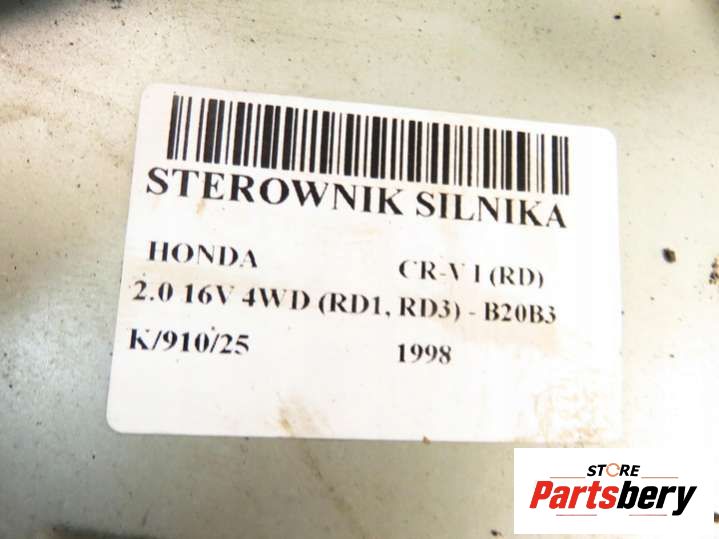 STEROWNIK SILNIKA
HONDA CR-V I (RD)
2.0 16V 4WD (RD1, RD3) - B20B3
K/910/25 1998
STORE
Partsbery